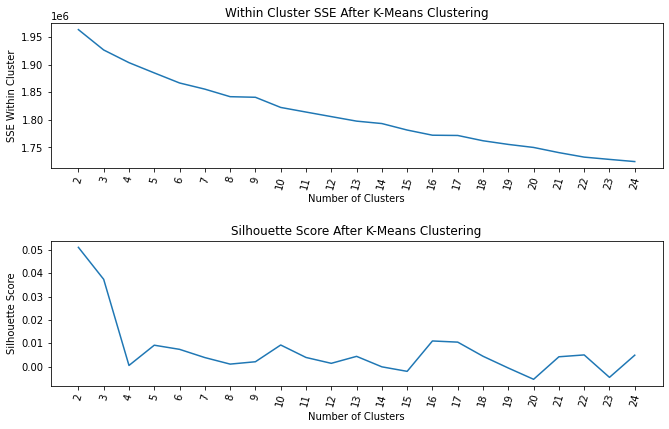 Within Cluster SSE After K-Means Clustering
1e6
1.95
1.90
1.85
1.80
1.75
SSE Within Cluster
2 3 4 5 6 7 8 9 10 11 12 13 14 15 16 17 18 19 20 21 22 23 24
Number of Clusters
Silhouette Score After K-Means Clustering
0.05
0.04
0.03
0.02
0.01
0.00
Silhouette Score
2 3 4 5 6 7 8 9 10 11 12 13 14 15 16 17 18 19 20 21 22 23 24
Number of Clusters